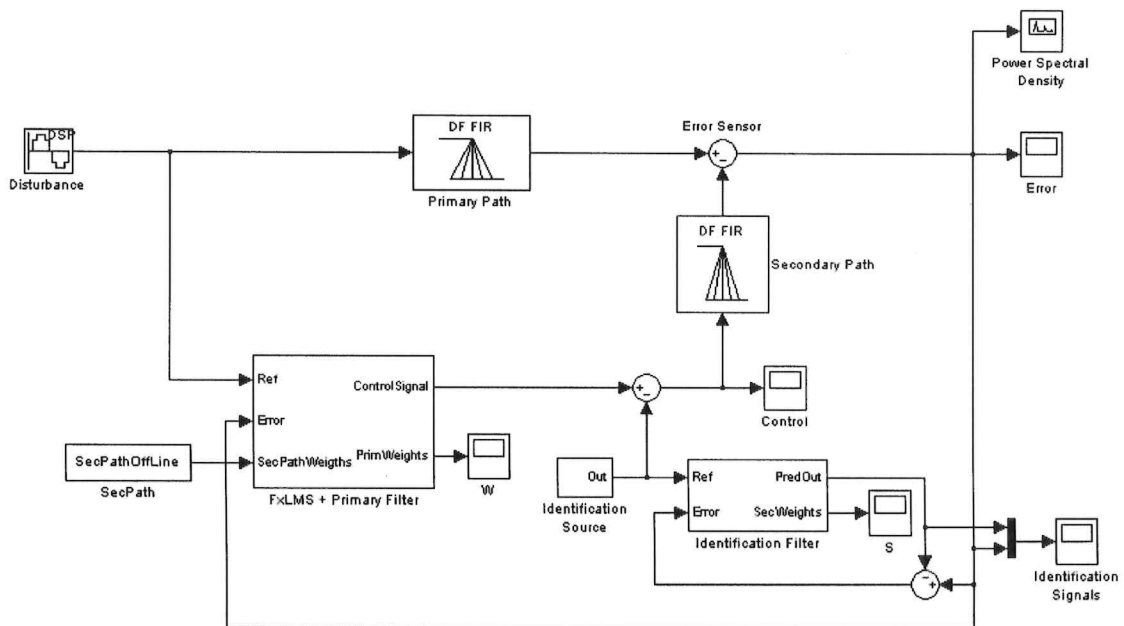 Power Spectral
Density
DSP
Disturbance
DF FIR
Primary Path
Error Sensor
Error
DF FIR
Secondary Path
Ref
Error
SecPathWeigths
ControlSignal
PrimWeights
FxLMS + Primary Filter
SecPathOffLine
SecPath
W
Control
Out
Identification
Source
Ref
Error
PredOut
SecWeights
Identification Filter
S
Identification
Signals